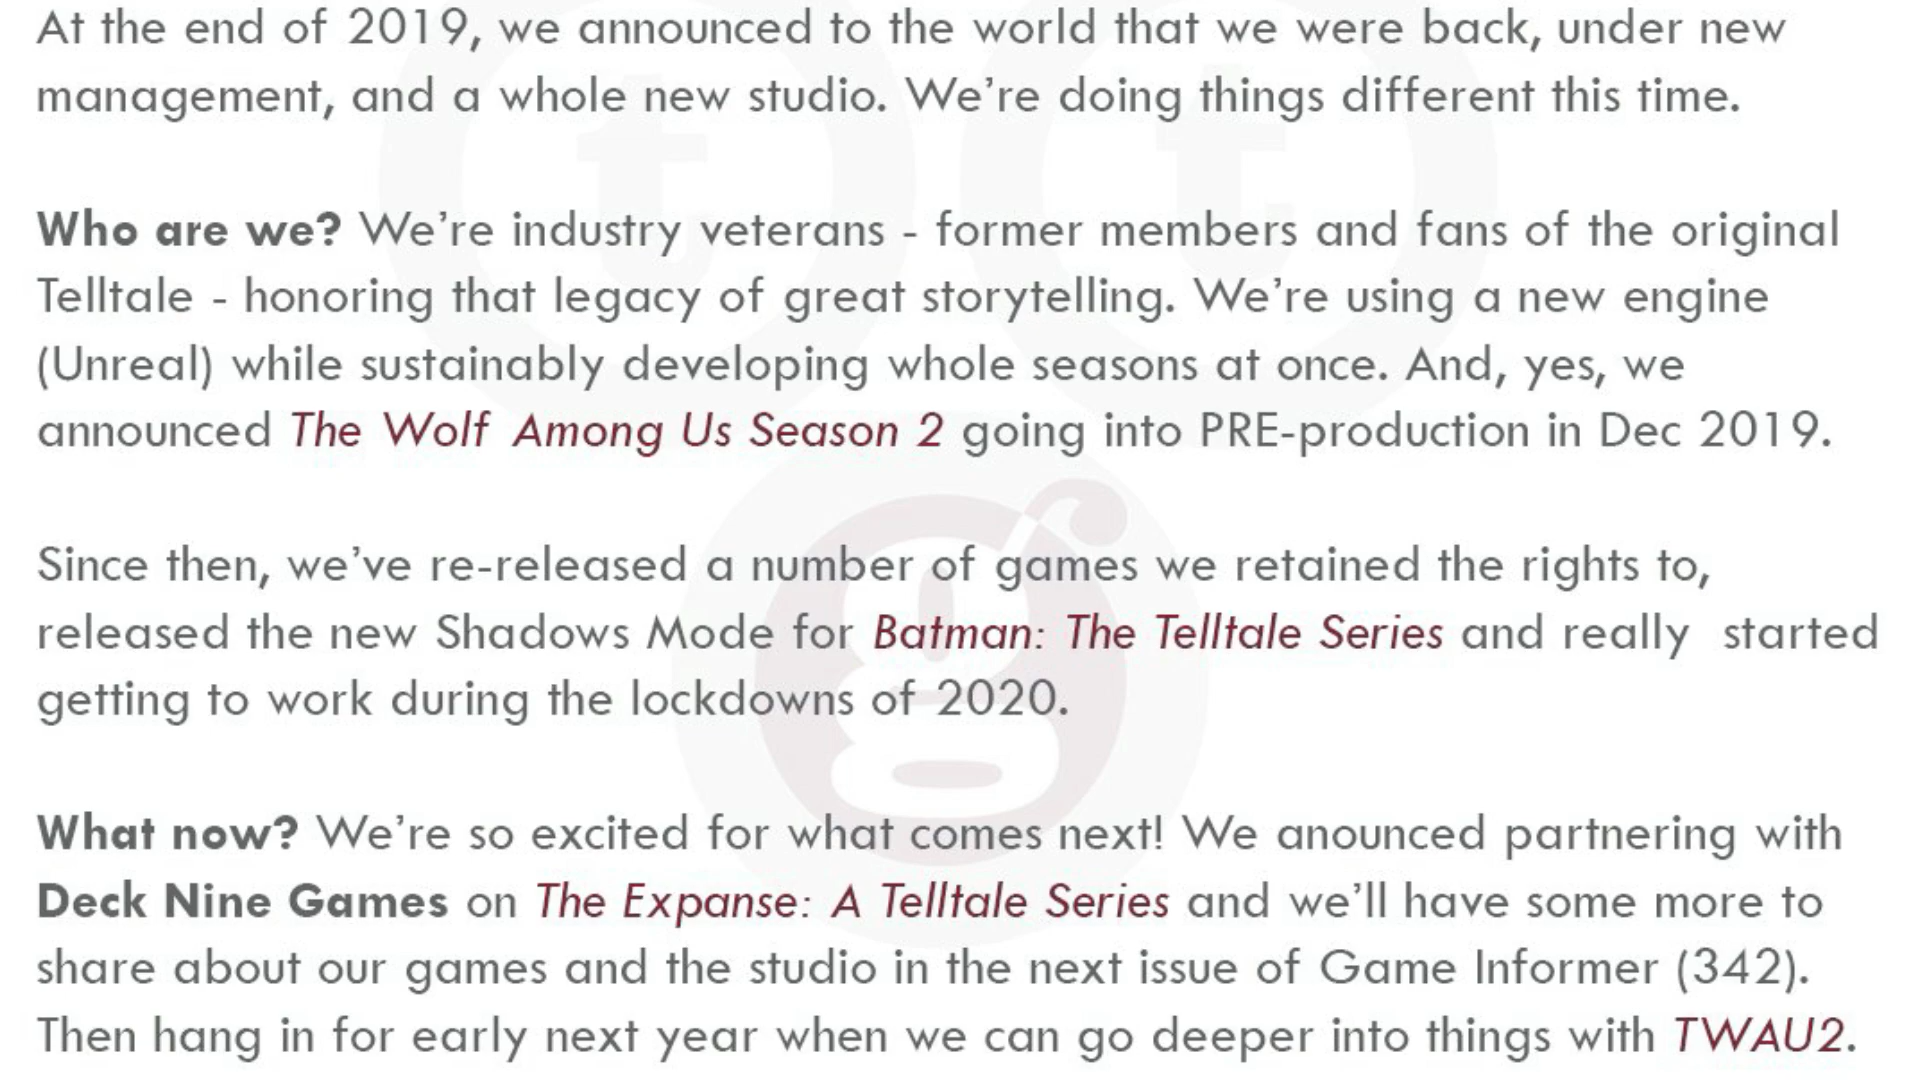 At the end of 2019, we announced to the world that we were back, under new
management, and a whole new studio. We’re doing things different this time.
Who are we? We’re industry veterans - former members and fans of the original
Telltale - honoring that legacy of great storytelling. We’re using a new engine
(Unreal) while sustainably developing whole seasons at once. And, yes, we
announced The Wolf Among Us Season 2 going into PRE-production in Dec 2019.
Since then, we’ve re-released a number of games we retained the rights to,
released the new Shadows Mode for Batman: The Telltale Series and really  started
getting to work during the lockdowns of 2020.
What now? We’re so excited for what comes next! We anounced partnering with
Deck Nine Games on The Expanse: A Telltale Series and we’ll have some more to
share about our games and the studio in the next issue of Game Informer (342).
Then hang in for early next year when we can go deeper into things with TWAU2.